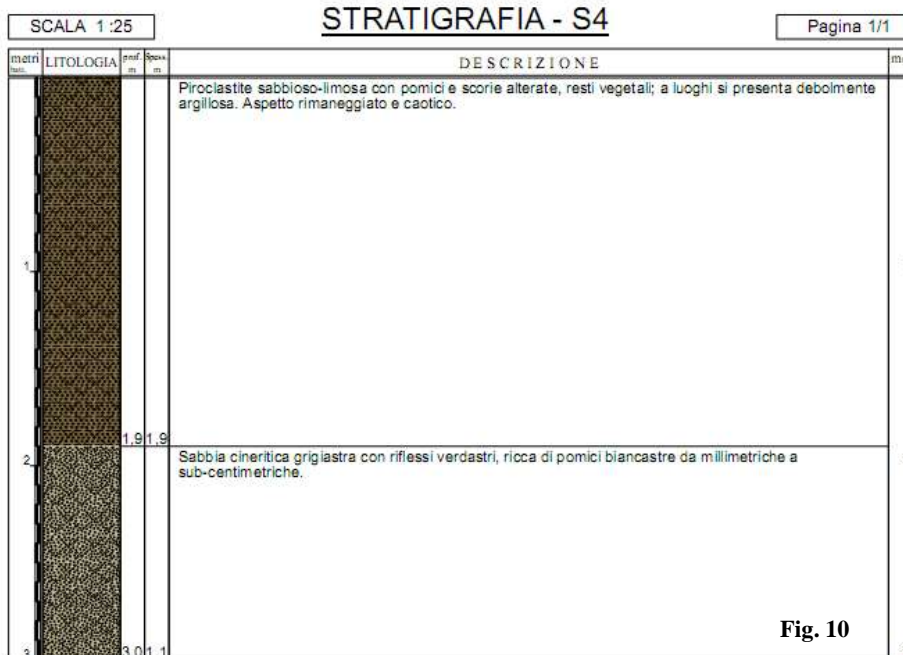 SCALA 1:25
STRATIGRAFIA - S4
Pagina 1/1
metri LITOLOGIA prof. m Spess. m DESCRIZIONE
Piroclastite sabbioso-limosa con pomici e scorie alterate, resti vegetali; a luoghi si presenta debolmente
argillosa. Aspetto rimaneggiato e caotico.
1
1,9 1,9
2
Sabbia cineritica grigiastra con riflessi verdastri, ricca di pomici biancastre da millimetriche a
sub-centimetriche.
Fig. 10
3 3,0 1,1